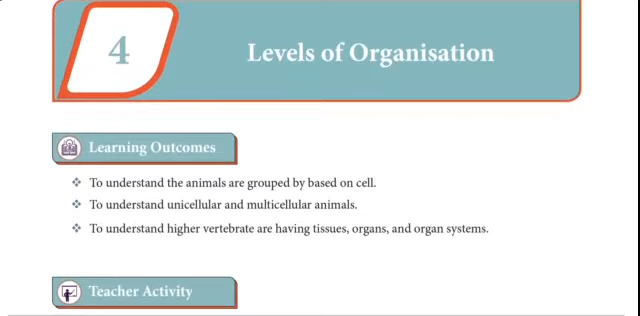 4
Levels of Organisation
Learning Outcomes
To understand the animals are grouped by based on cell.
To understand unicellular and multicellular animals.
To understand higher vertebrate are having tissues, organs, and organ systems.
Teacher Activity